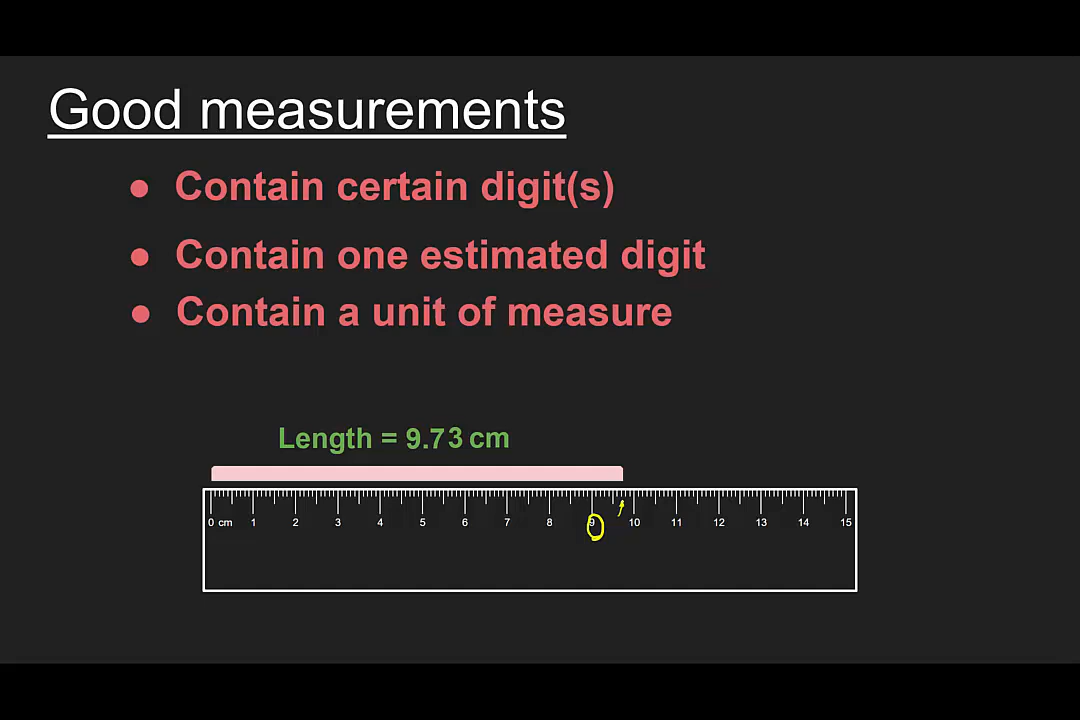 Good measurements
● Contain certain digit(s)
● Contain one estimated digit
● Contain a unit of measure
Length = 9.73 cm
0 cm 1 2 3 4 5 6 7 8 9 10 11 12 13 14 15